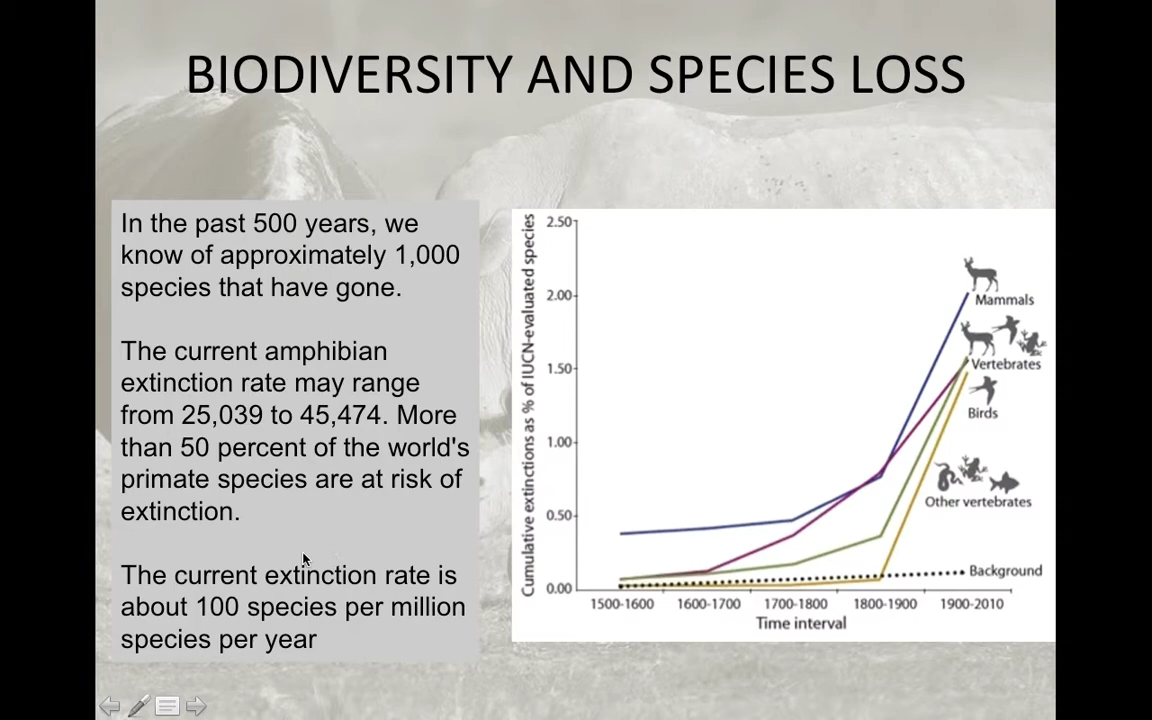 BIODIVERSITY AND SPECIES LOSS
In the past 500 years, we
know of approximately 1,000
species that have gone.
The current amphibian
extinction rate may range
from 25,039 to 45,474. More
than 50 percent of the world's
primate species are at risk of
extinction.
The current extinction rate is
about 100 species per million
species per year
Cumulative extinctions as % of IUCN-evaluated species
2.50
2.00
1.50
1.00
0.50
0.00
Mammals
Vertebrates
Birds
Other vertebrates
Background
1500-1600 1600-1700 1700-1800 1800-1900 1900-2010
Time interval